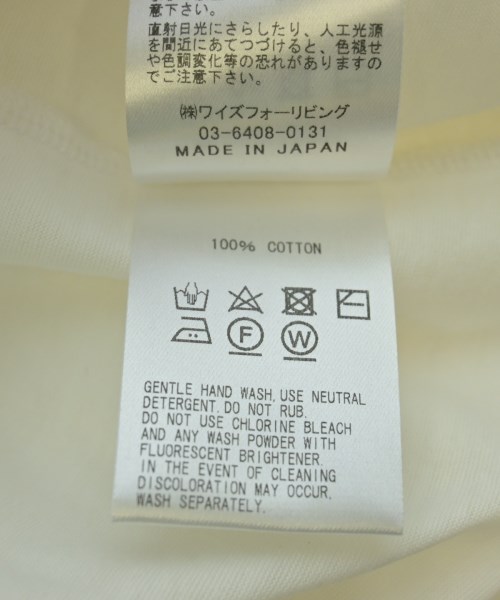 意下さい。
直射日光にさらしたり、人工光源
を間近にあてつづけると、色褪せ
や色調変化等の恐れがありますの
でご注意下さい。
㈱ワイズフォーリビング
03-6408-0131
MADE IN JAPAN
100% COTTON
F W
GENTLE HAND WASH, USE NEUTRAL
DETERGENT. DO NOT RUB.
DO NOT USE CHLORINE BLEACH
AND ANY WASH POWDER WITH
FLUORESCENT BRIGHTENER.
IN THE EVENT OF CLEANING
DISCOLORATION MAY OCCUR.
WASH SEPARATELY.